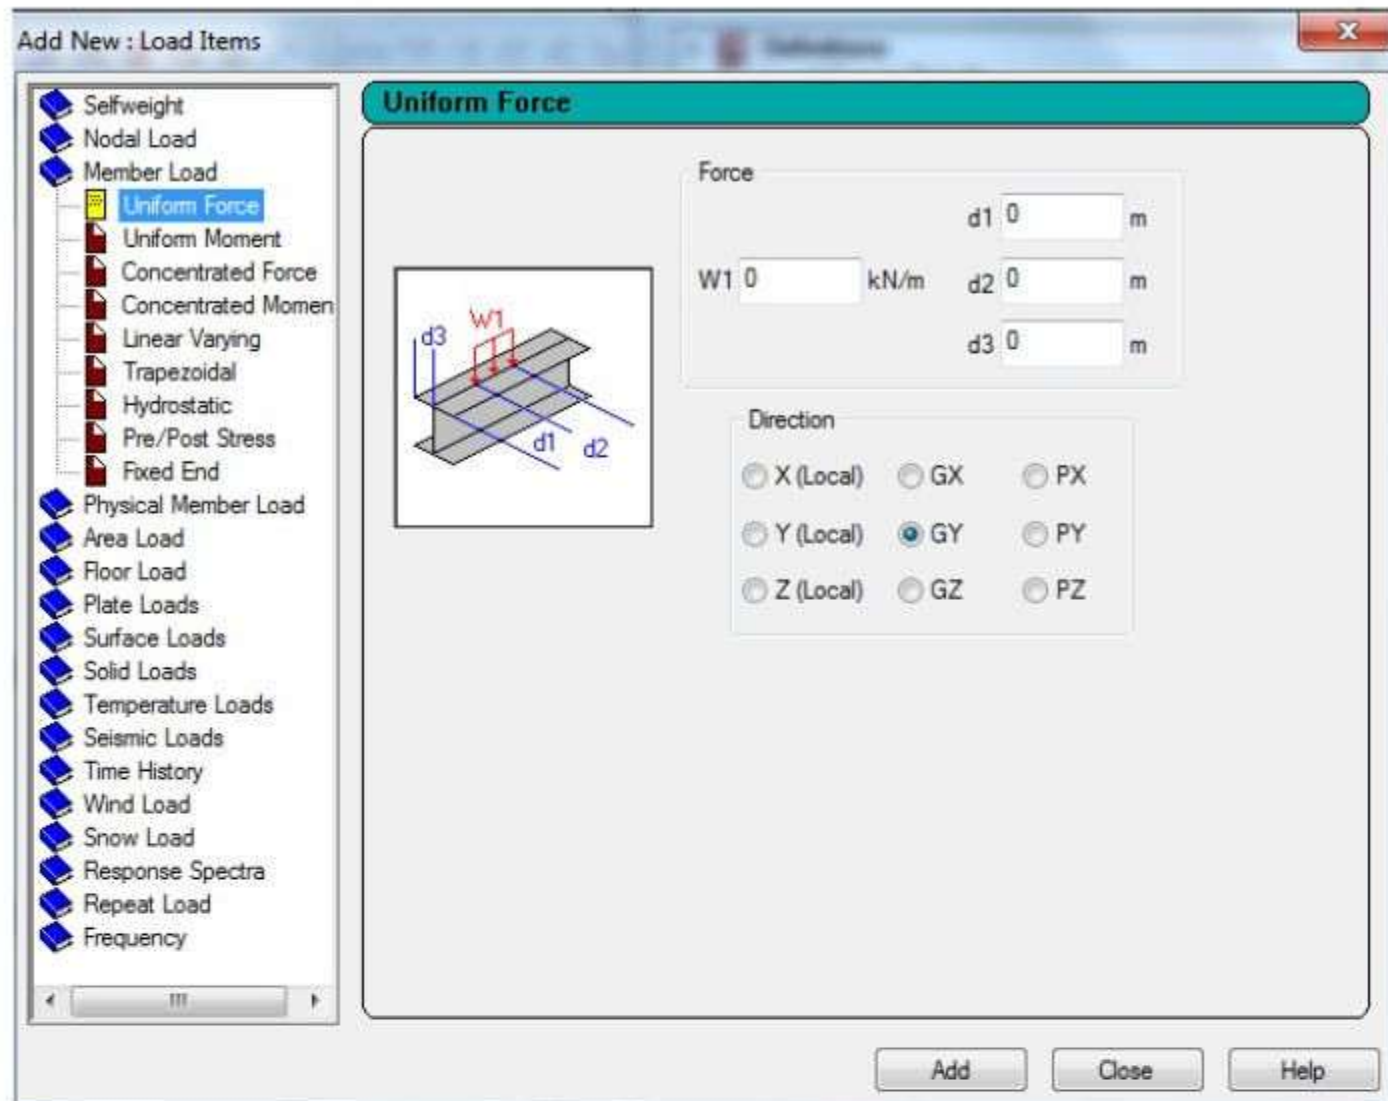 Add New : Load Items
Selfweight
Nodal Load
Member Load
Uniform Force
Uniform Moment
Concentrated Force
Concentrated Momen
Linear Varying
Trapezoidal
Hydrostatic
Pre/Post Stress
Fixed End
Physical Member Load
Area Load
Floor Load
Plate Loads
Surface Loads
Solid Loads
Temperature Loads
Seismic Loads
Time History
Wind Load
Snow Load
Response Spectra
Repeat Load
Frequency
Uniform Force
d3 W1
d1 d2
Force
d1 0 m
W1 0 kN/m d2 0 m
d3 0 m
Direction
X (Local) GX PX
Y (Local) GY PY
Z (Local) GZ PZ
Add Close Help